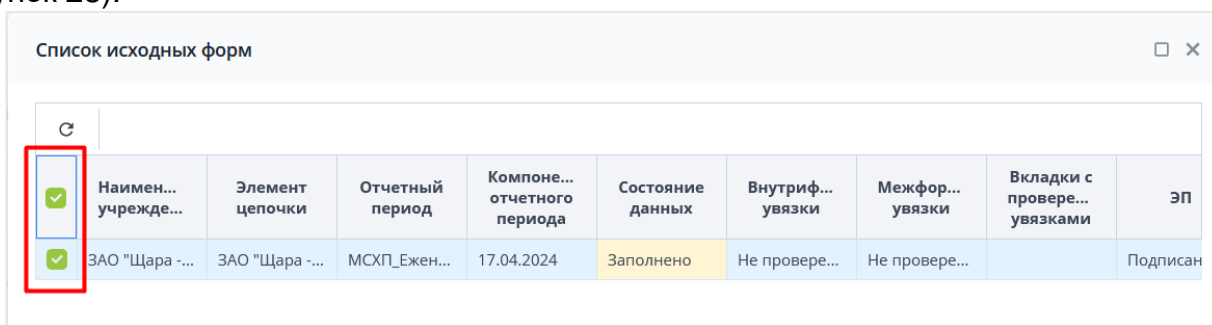 Список исходных форм
Наимен... учрежде...
Элемент цепочки
Отчетный период
Компоне... отчетного периода
Состояние данных
Внутриф... увязки
Межфор... увязки
Вкладки с провере... увязками
ЭП
ЗАО "Щара -... ЗАО "Щара -... МСХП_Ежен... 17.04.2024 Заполнено Не провере... Не провере... Подписан